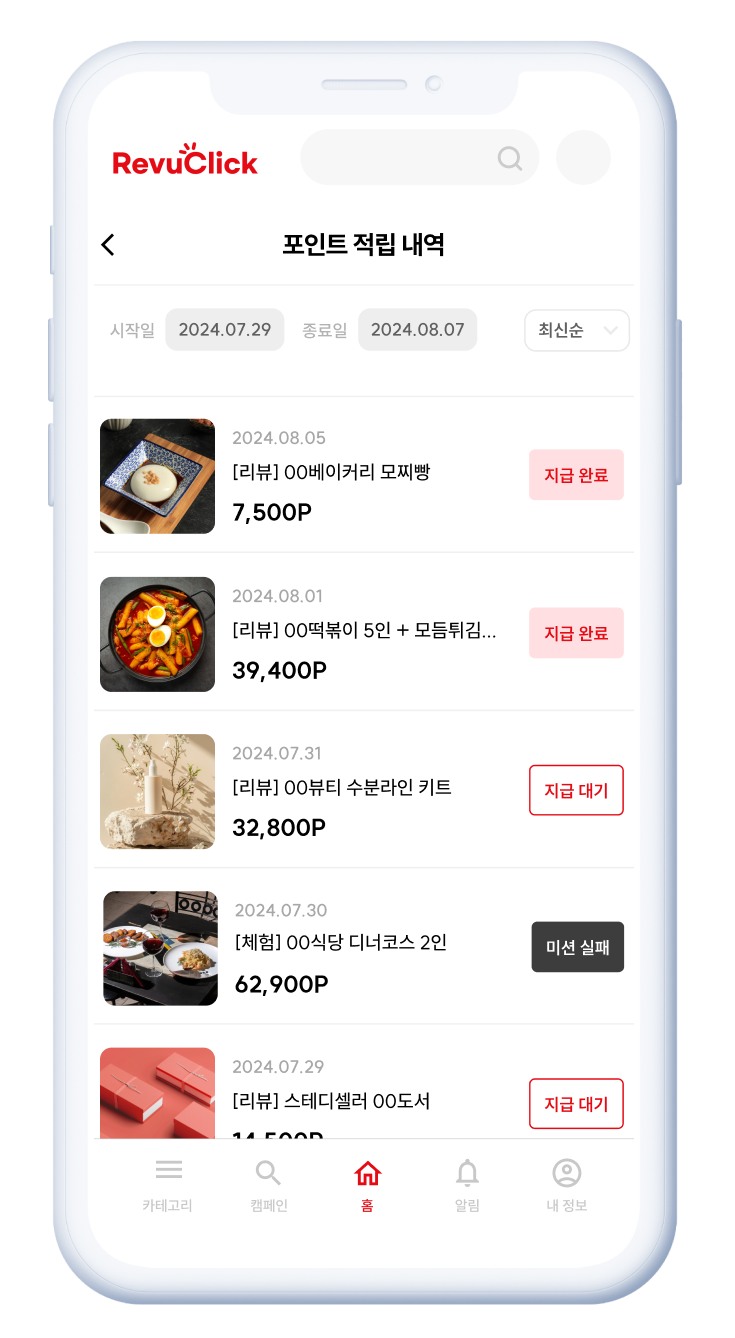 RevuClick
포인트 적립 내역
시작일 2024.07.29 종료일 2024.08.07 최신순
2024.08.05
[리뷰] 00베이커리 모찌빵
지급 완료
7,500P
2024.08.01
[리뷰] 00떡볶이 5인 + 모듬튀김...
지급 완료
39,400P
2024.07.31
[리뷰] 00뷰티 수분라인 키트
지급 대기
32,800P
2024.07.30
[체험] 00식당 디너코스 2인
미션 실패
62,900P
2024.07.29
[리뷰] 스테디셀러 00도서
지급 대기
14,500P
카테고리 캠페인 홈 알림 내 정보